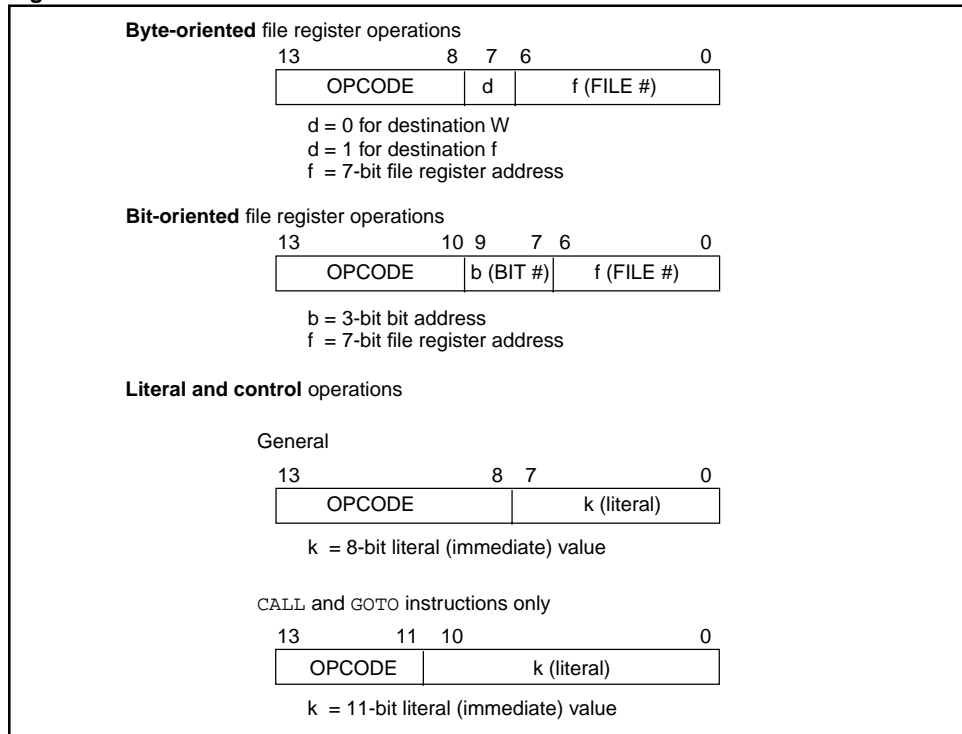 Byte-oriented file register operations
13 8 7 6 0
OPCODE d f (FILE #)
d = 0 for destination W
d = 1 for destination f
f = 7-bit file register address
Bit-oriented file register operations
13 10 9 7 6 0
OPCODE b (BIT #) f (FILE #)
b = 3-bit bit address
f = 7-bit file register address
Literal and control operations
General
13 8 7 0
OPCODE k (literal)
k = 8-bit literal (immediate) value
CALL and GOTO instructions only
13 11 10 0
OPCODE k (literal)
k = 11-bit literal (immediate) value